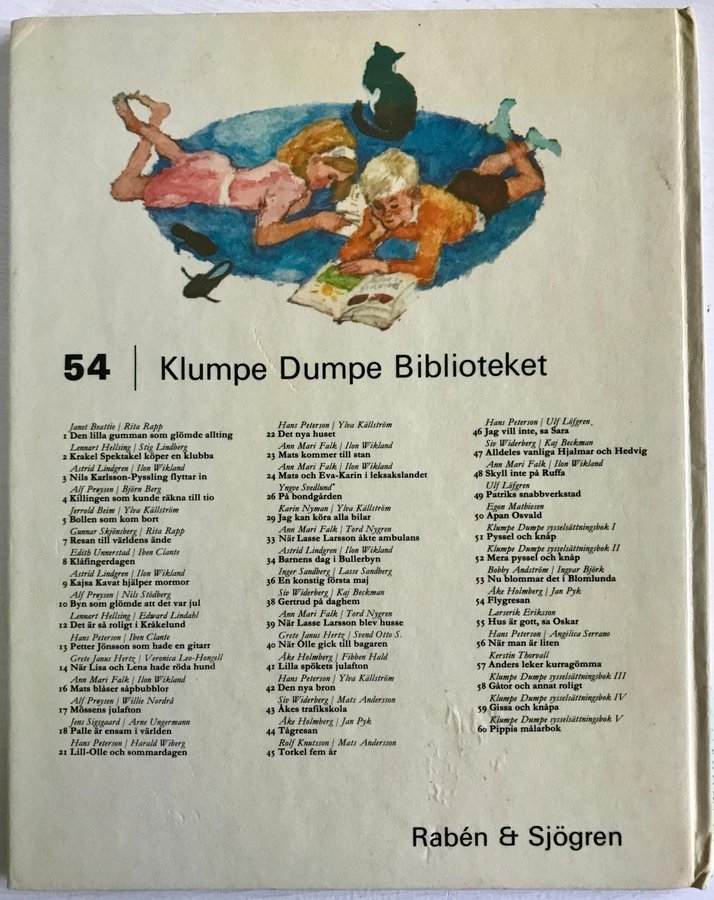 54 | Klumpe Dumpe Biblioteket
Janet Beattie | Rita Rapp
1 Den lilla gumman som glömde allting
Lennart Hellsing | Stig Lindberg
2 Krakel Spektakel köper en klubba
Astrid Lindgren | Ilon Wikland
3 Nils Karlsson-Pyssling flyttar in
Alf Prøysen | Björn Berg
4 Killingen som kunde räkna till tio
Jerrold Beim | Ylva Källström
5 Bollen som kom bort
Gunnar Skjönsberg | Rita Rapp
7 Resan till världens ände
Edith Unnerstad | Iben Clante
8 Klåfingerdagen
Astrid Lindgren | Ilon Wikland
9 Kajsa Kavat hjälper mormor
Alf Prøysen | Nils Stödberg
10 Byn som glömde att det var jul
Lennart Hellsing | Edward Lindahl
12 Det är så roligt i Kråkelund
Hans Peterson | Iben Clante
13 Petter Jönsson som hade en gitarr
Grete Janus Hertz | Veronica Leo-Hongell
14 När Lisa och Lena hade röda hund
Ann Mari Falk | Ilon Wikland
16 Mats blåser såpbubblor
Alf Prøysen | Willie Nordrå
17 Mössens julafton
Jens Sigsgaard | Arne Ungermann
18 Palle är ensam i världen
Hans Peterson | Harald Wiberg
21 Lill-Olle och sommardagen
Hans Peterson | Ylva Källström
22 Det nya huset
Ann Mari Falk | Ilon Wikland
23 Mats kommer till stan
Ann Mari Falk | Ilon Wikland
24 Mats och Eva-Karin i leksakslandet
Yngve Svedlund
26 På bondgården
Karin Nyman | Ylva Källström
29 Jag kan köra alla bilar
Ann Mari Falk | Tord Nygren
33 När Lasse Larsson åkte ambulans
Astrid Lindgren | Ilon Wikland
34 Barnens dag i Bullerbyn
Inger Sandberg | Lasse Sandberg
36 En konstig första maj
Siv Widerberg | Kaj Beckman
38 Gertrud på daghem
Ann Mari Falk | Tord Nygren
39 När Lasse Larsson blev husse
Grete Janus Hertz | Svend Otto S.
40 När Olle gick till bagaren
Åke Holmberg | Fibben Hald
41 Lilla spökets julafton
Hans Peterson | Ylva Källström
42 Den nya bron
Siv Widerberg | Mats Andersson
43 Åkes trafikskola
Åke Holmberg | Jan Pyk
44 Tågresan
Rolf Knutsson | Mats Andersson
45 Torkel fem år
Hans Peterson | Ulf Löfgren
46 Jag vill inte, sa Sara
Siv Widerberg | Kaj Beckman
47 Alldeles vanliga Hjalmar och Hedvig
Ann Mari Falk | Ilon Wikland
48 Skyll inte på Ruffa
Ulf Löfgren
49 Patriks snabbverkstad
Egon Mathiesen
50 Apan Osvald
Klumpe Dumpe sysselsättningsbok I
51 Pyssel och knåp
Klumpe Dumpe sysselsättningsbok II
52 Mera pyssel och knåp
Bobby Andström | Ingvar Björk
53 Nu blommar det i Blomlunda
Åke Holmberg | Jan Pyk
54 Flygresan
Larserik Eriksson
55 Hus är gott, sa Oskar
Hans Peterson | Angélica Serrano
56 När man är liten
Kerstin Thorvall
57 Anders leker kurragömma
Klumpe Dumpe sysselsättningsbok III
58 Gåtor och annat roligt
Klumpe Dumpe sysselsättningsbok IV
59 Gissa och knåpa
Klumpe Dumpe sysselsättningsbok V
60 Pippis målarbok
Rabén & Sjögren